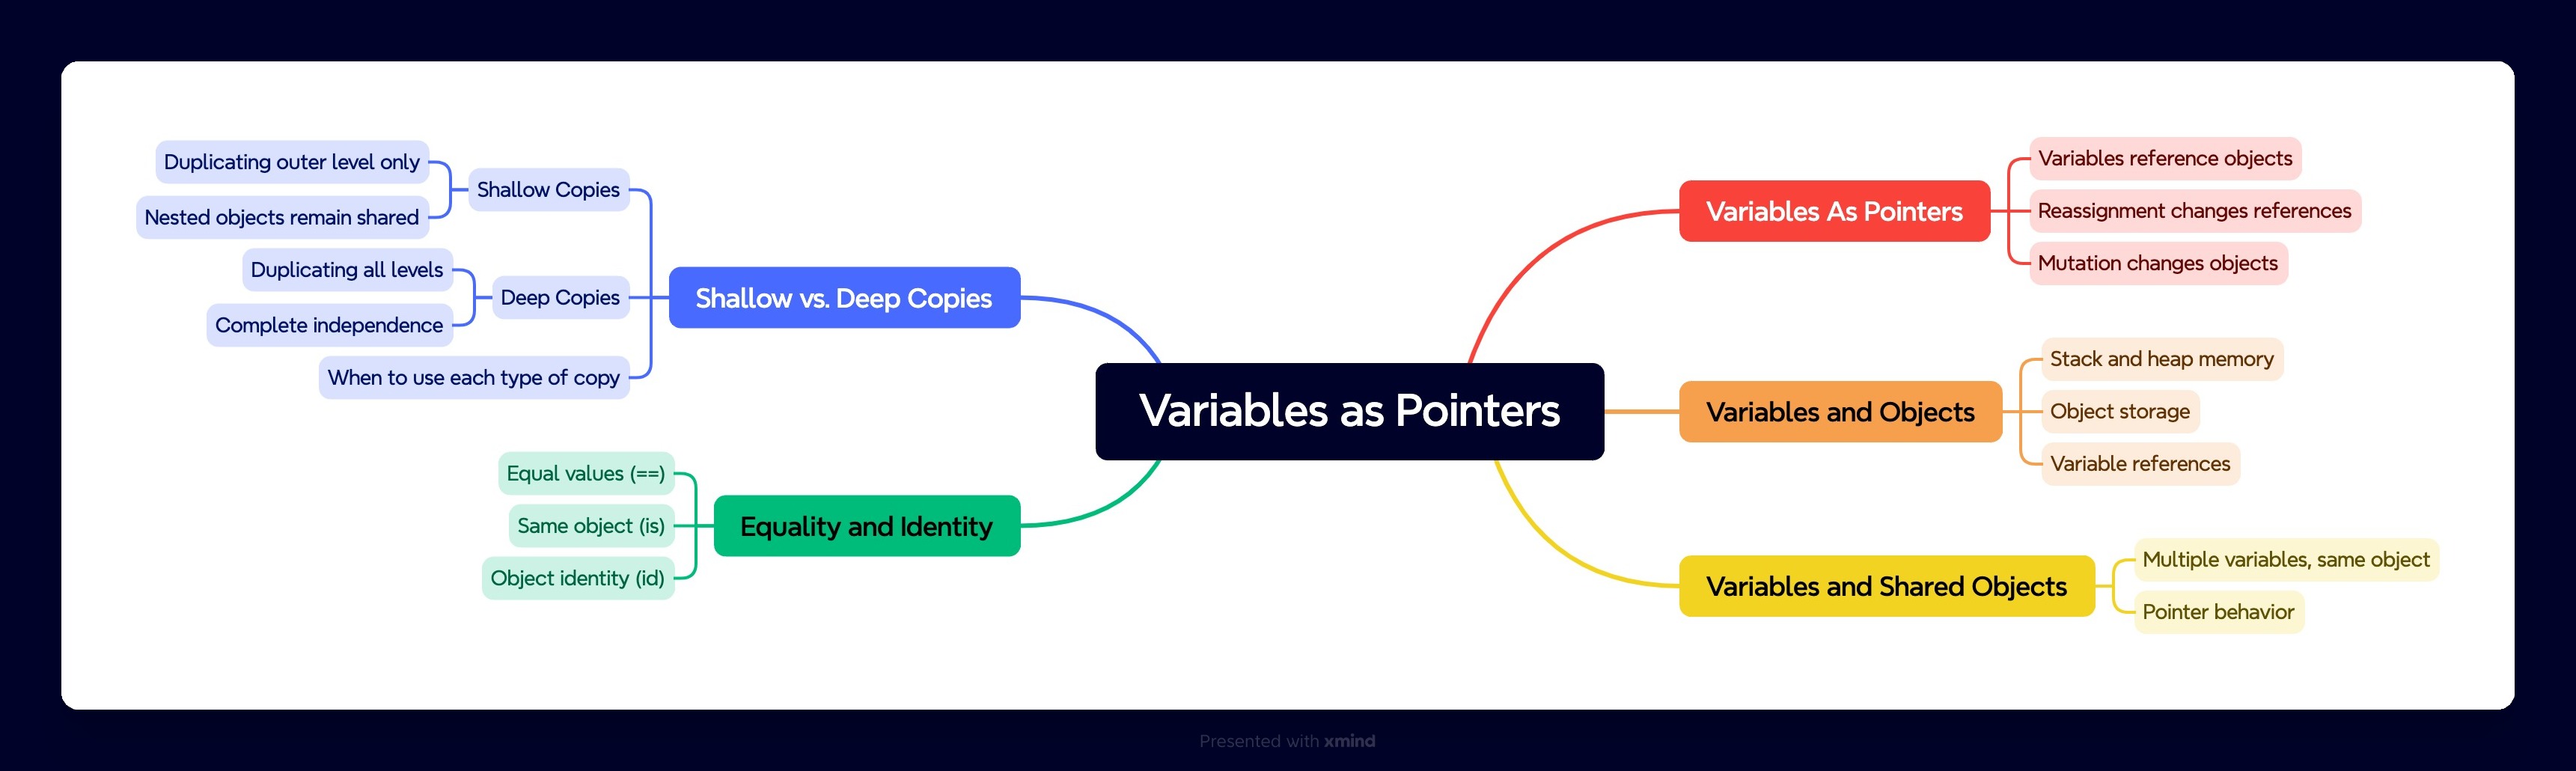 Variables as Pointers
Variables As Pointers
Variables reference objects
Reassignment changes references
Mutation changes objects
Variables and Objects
Stack and heap memory
Object storage
Variable references
Variables and Shared Objects
Multiple variables, same object
Pointer behavior
Shallow vs. Deep Copies
Shallow Copies
Duplicating outer level only
Nested objects remain shared
Deep Copies
Duplicating all levels
Complete independence
When to use each type of copy
Equality and Identity
Equal values (==)
Same object (is)
Object identity (id)
Presented with xmind